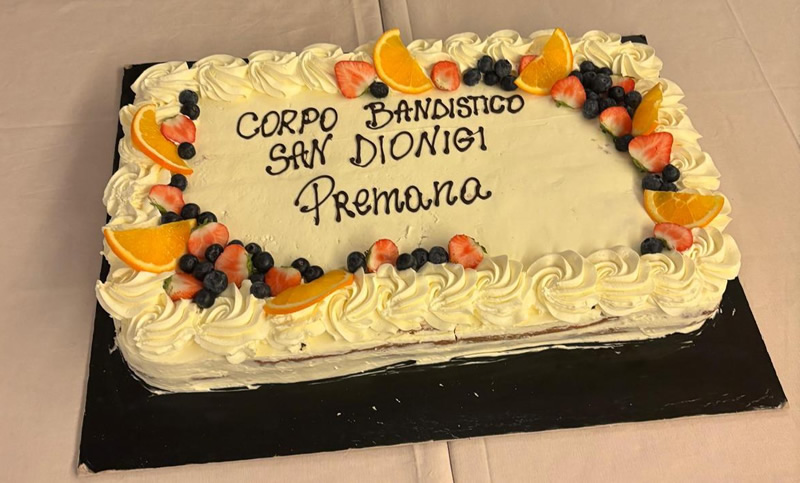 CORPO BANDISTICO
SAN DIONIGI
Premana